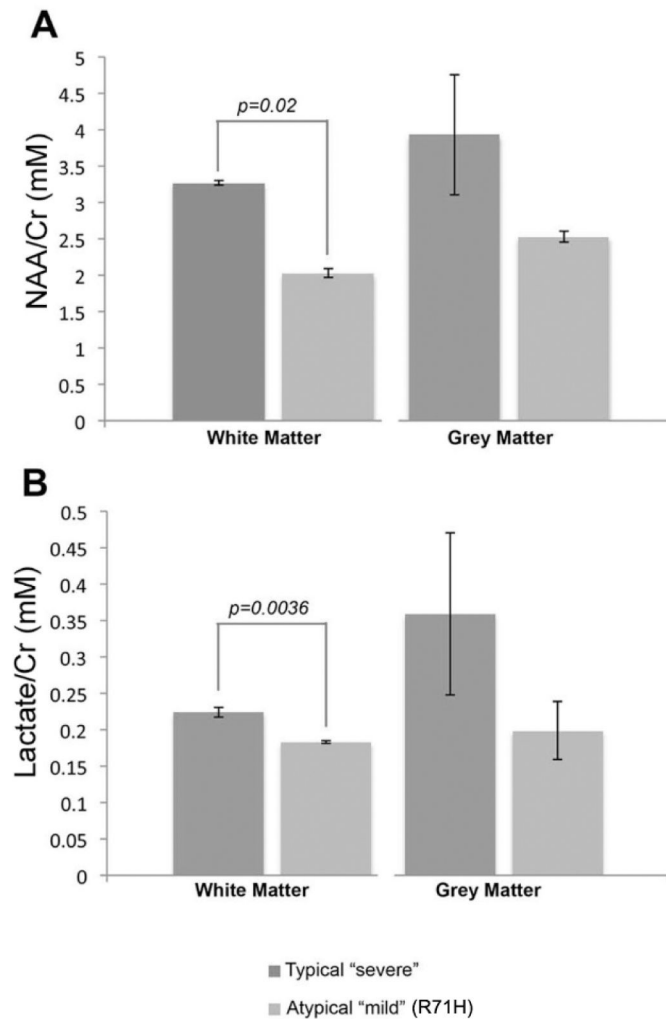 A
NAA/Cr (mM)
5
4.5
4
3.5
3
2.5
2
1.5
1
0.5
0
p=0.02
White Matter Grey Matter
B
Lactate/Cr (mM)
0.5
0.45
0.4
0.35
0.3
0.25
0.2
0.15
0.1
0.05
0
p=0.0036
White Matter Grey Matter
Typical “severe”
Atypical “mild” (R71H)